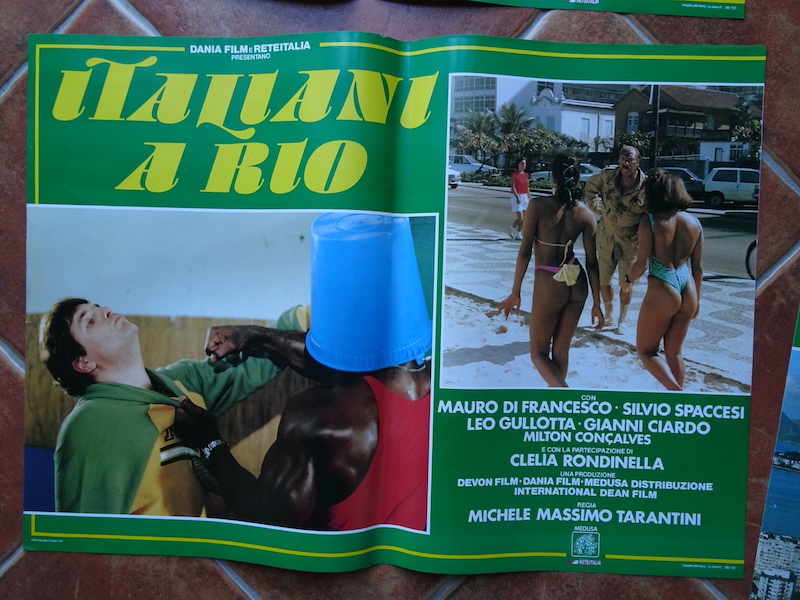 DANIA FILM E RETEITALIA
PRESENTANO
ITALIANI
A RIO
CON
MAURO DI FRANCESCO · SILVIO SPACCESI
LEO GULLOTTA · GIANNI CIARDO
MILTON CONÇALVES
E CON LA PARTECIPAZIONE DI
CLELIA RONDINELLA
UNA PRODUZIONE
DEVON FILM · DANIA FILM · MEDUSA DISTRIBUZIONE
INTERNATIONAL DEAN FILM
REGIA
MICHELE MASSIMO TARANTINI
MEDUSA
RETEITALIA